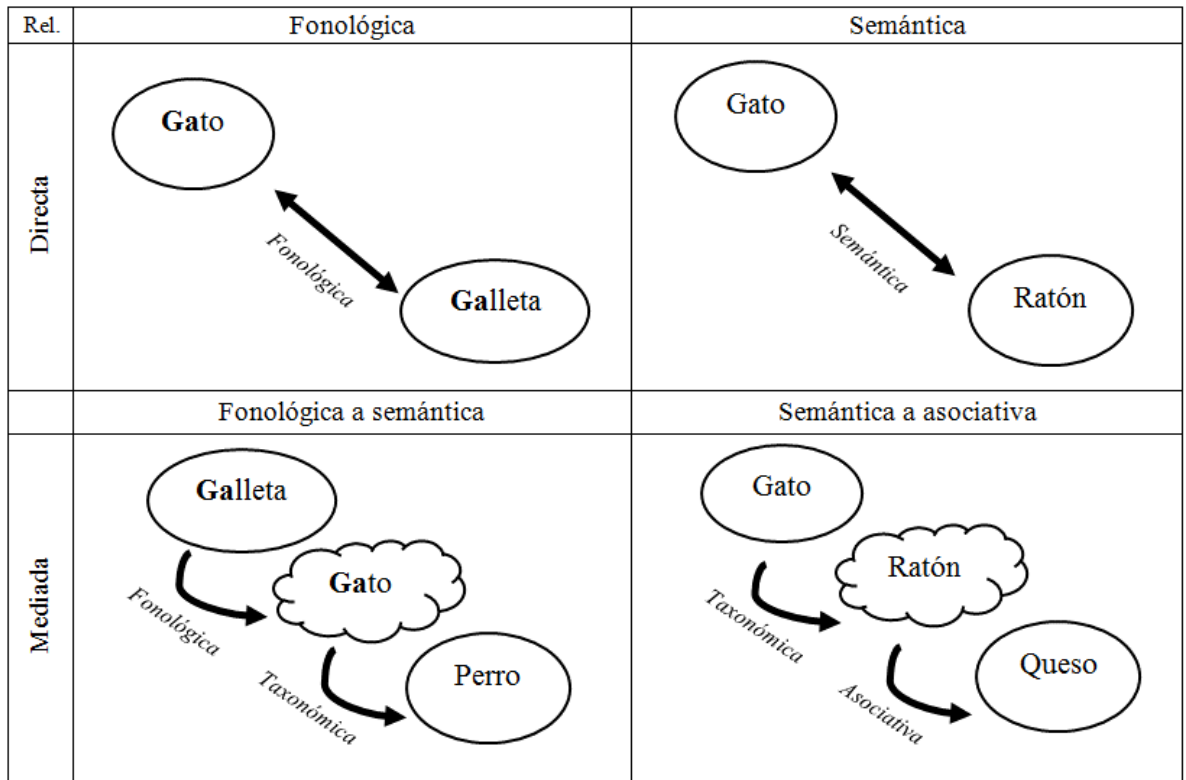 Rel.
Fonológica
Semántica
Directa
Gato
Fonológica
Galleta
Gato
Semántica
Ratón
Fonológica a semántica
Semántica a asociativa
Mediada
Galleta
Fonológica
Gato
Taxonómica
Perro
Gato
Taxonómica
Ratón
Asociativa
Queso